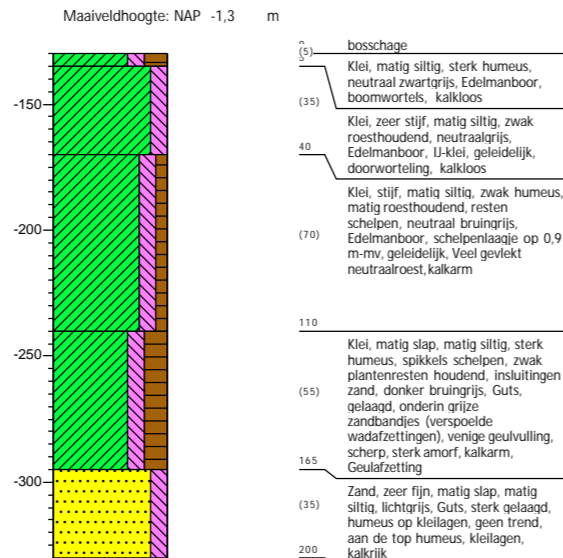 Maaiveldhoogte: NAP -1,3 m
-150
-200
-250
-300
0
(5)
5
(35)
40
(70)
110
(55)
165
(35)
200
bosschage
Klei, matig siltig, sterk humeus,
neutraal zwartgrijs, Edelmanboor,
boomwortels, kalkloos
Klei, zeer stijf, matig siltig, zwak
roesthoudend, neutraalgrijs,
Edelmanboor, IJ-klei, geleidelijk,
doorworteling, kalkloos
Klei, stijf, matig siltig, zwak humeus,
matig roesthoudend, resten
schelpen, neutraal bruingrijs,
Edelmanboor, schelpenlaagje op 0,9
m-mv, geleidelijk, Veel gevlekt
neutraalroest, kalkarm
Klei, matig slap, matig siltig, sterk
humeus, spikkels schelpen, zwak
plantenresten houdend, insluitingen
zand, donker bruingrijs, Guts,
gelaagd, onderin grijze
zandbandjes (verspoelde
wadafzettingen), venige geulvulling,
scherp, sterk amorf, kalkarm,
Geulafzetting
Zand, zeer fijn, matig slap, matig
siltig, lichtgrijs, Guts, sterk gelaagd,
humeus op kleilagen, geen trend,
aan de top humeus, kleilagen,
kalkrijk